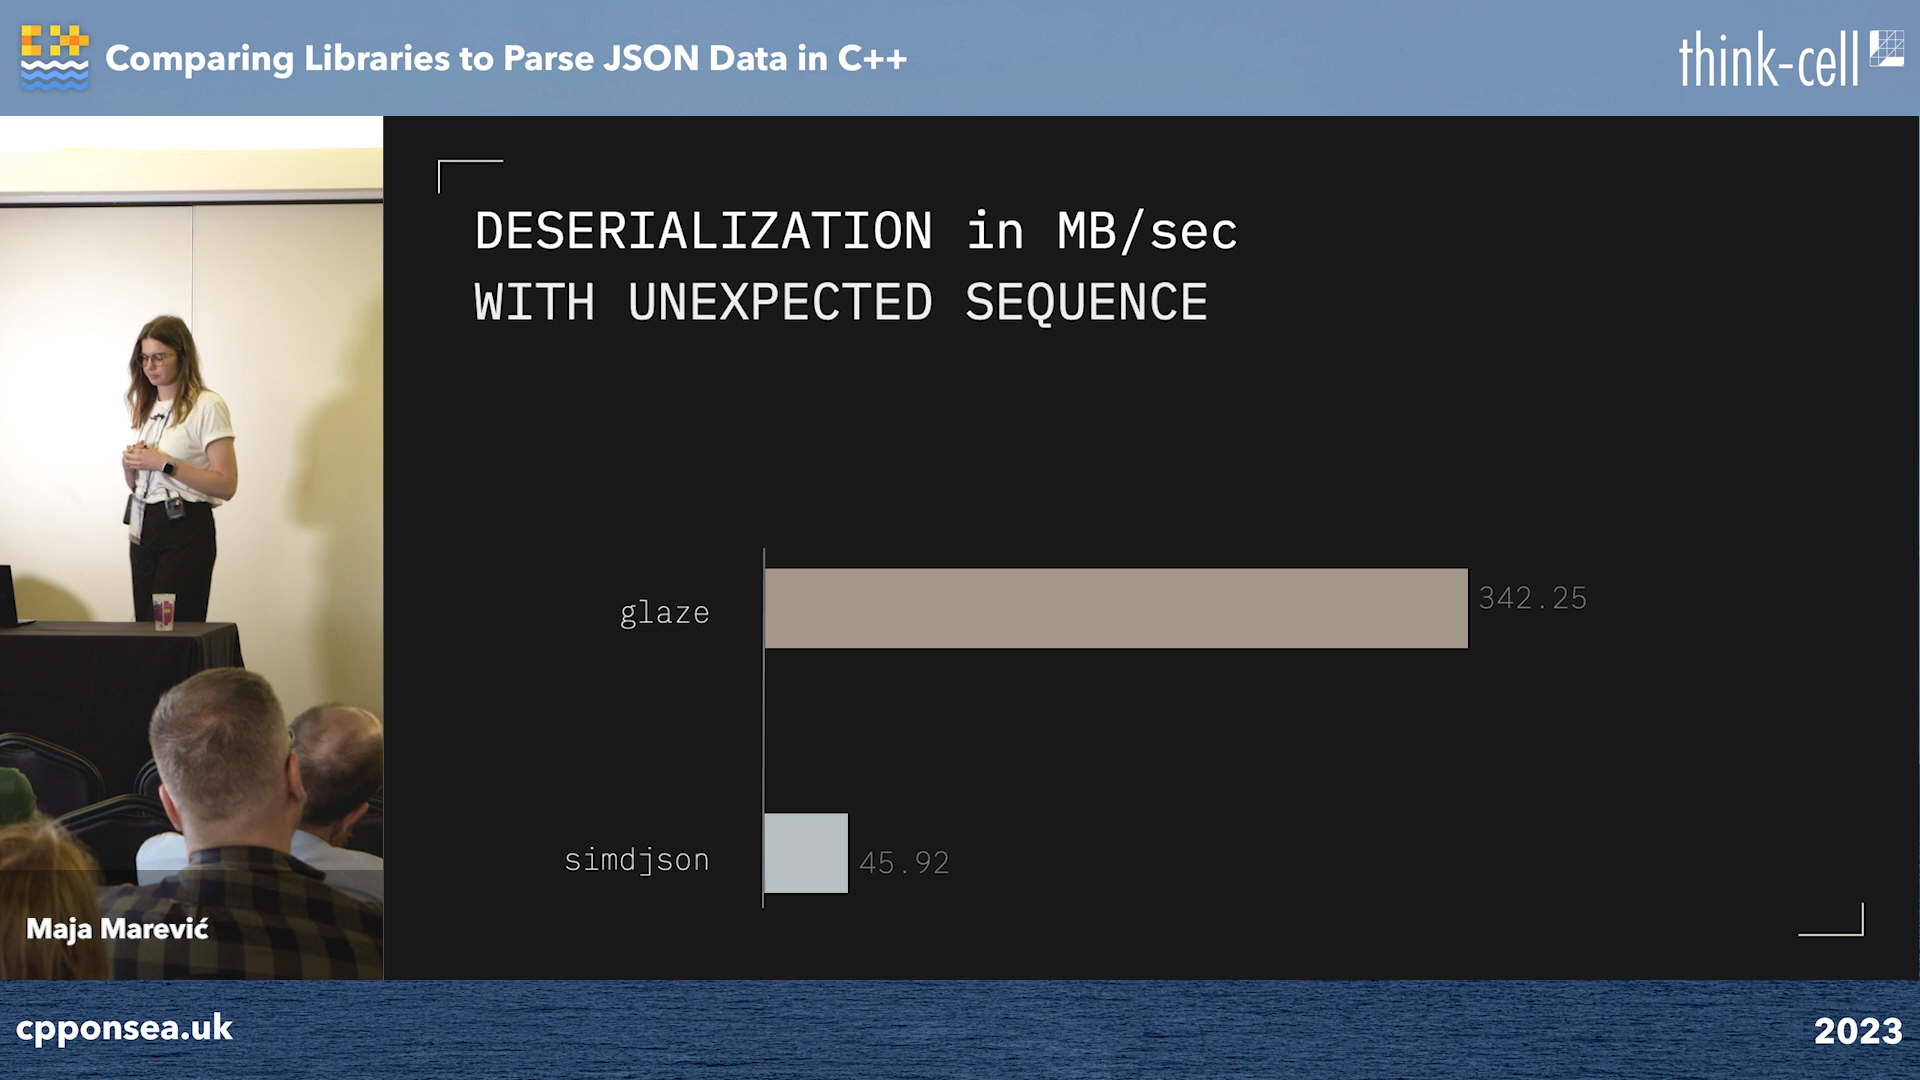 Comparing Libraries to Parse JSON Data in C++
think-cell
DESERIALIZATION in MB/sec
WITH UNEXPECTED SEQUENCE
glaze
342.25
simdjson
45.92
Maja Marević
cpponsea.uk
2023